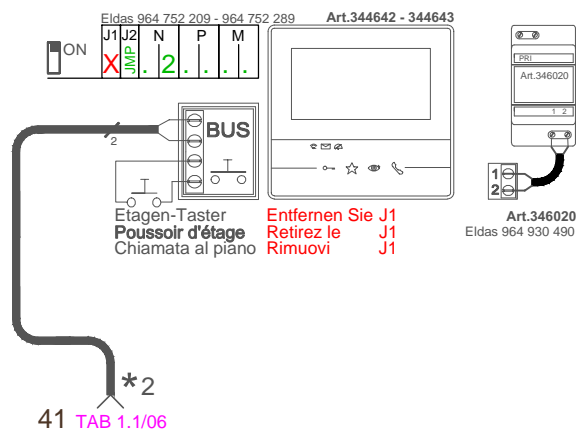 Eldas 964 752 209 - 964 752 289
Art.344642 - 344643
ON
J1 J2 N P M
X JMP . 2 . . . .
PRI
Art.346020
1 2
2
BUS
1
2
Etagen-Taster Entfernen Sie J1
Poussoir d'étage Retirez le J1
Chiamata al piano Rimuovi J1
Art.346020
Eldas 964 930 490
*2
41 TAB 1.1/06